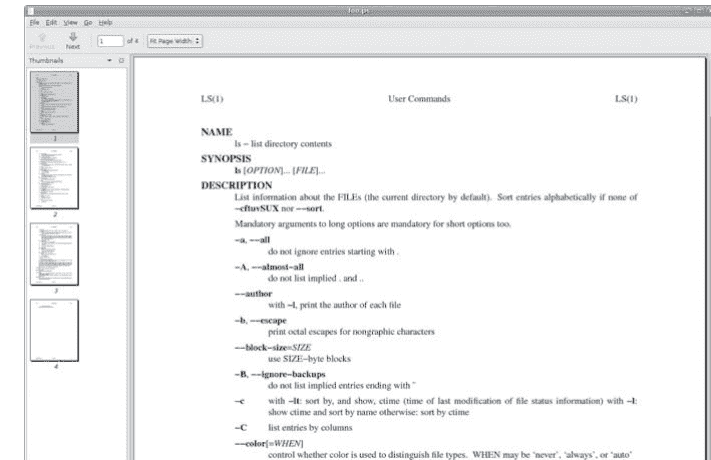 foo.ps
File Edit View Go Help
Previous Next 1 of 4 Fit Page Width
Thumbnails
1
2
3
4
LS(1) User Commands LS(1)
NAME
ls − list directory contents
SYNOPSIS
ls [OPTION]... [FILE]...
DESCRIPTION
List information about the FILEs (the current directory by default). Sort entries alphabetically if none of
−cftuvSUX nor −−sort.
Mandatory arguments to long options are mandatory for short options too.
−a, −−all
do not ignore entries starting with .
−A, −−almost−all
do not list implied . and ..
−−author
with −l, print the author of each file
−b, −−escape
print octal escapes for nongraphic characters
−−block−size=SIZE
use SIZE−byte blocks
−B, −−ignore−backups
do not list implied entries ending with ~
−c with −lt: sort by, and show, ctime (time of last modification of file status information) with −l:
show ctime and sort by name otherwise: sort by ctime
−C list entries by columns
−−color[=WHEN]
control whether color is used to distinguish file types. WHEN may be 'never', 'always', or 'auto'